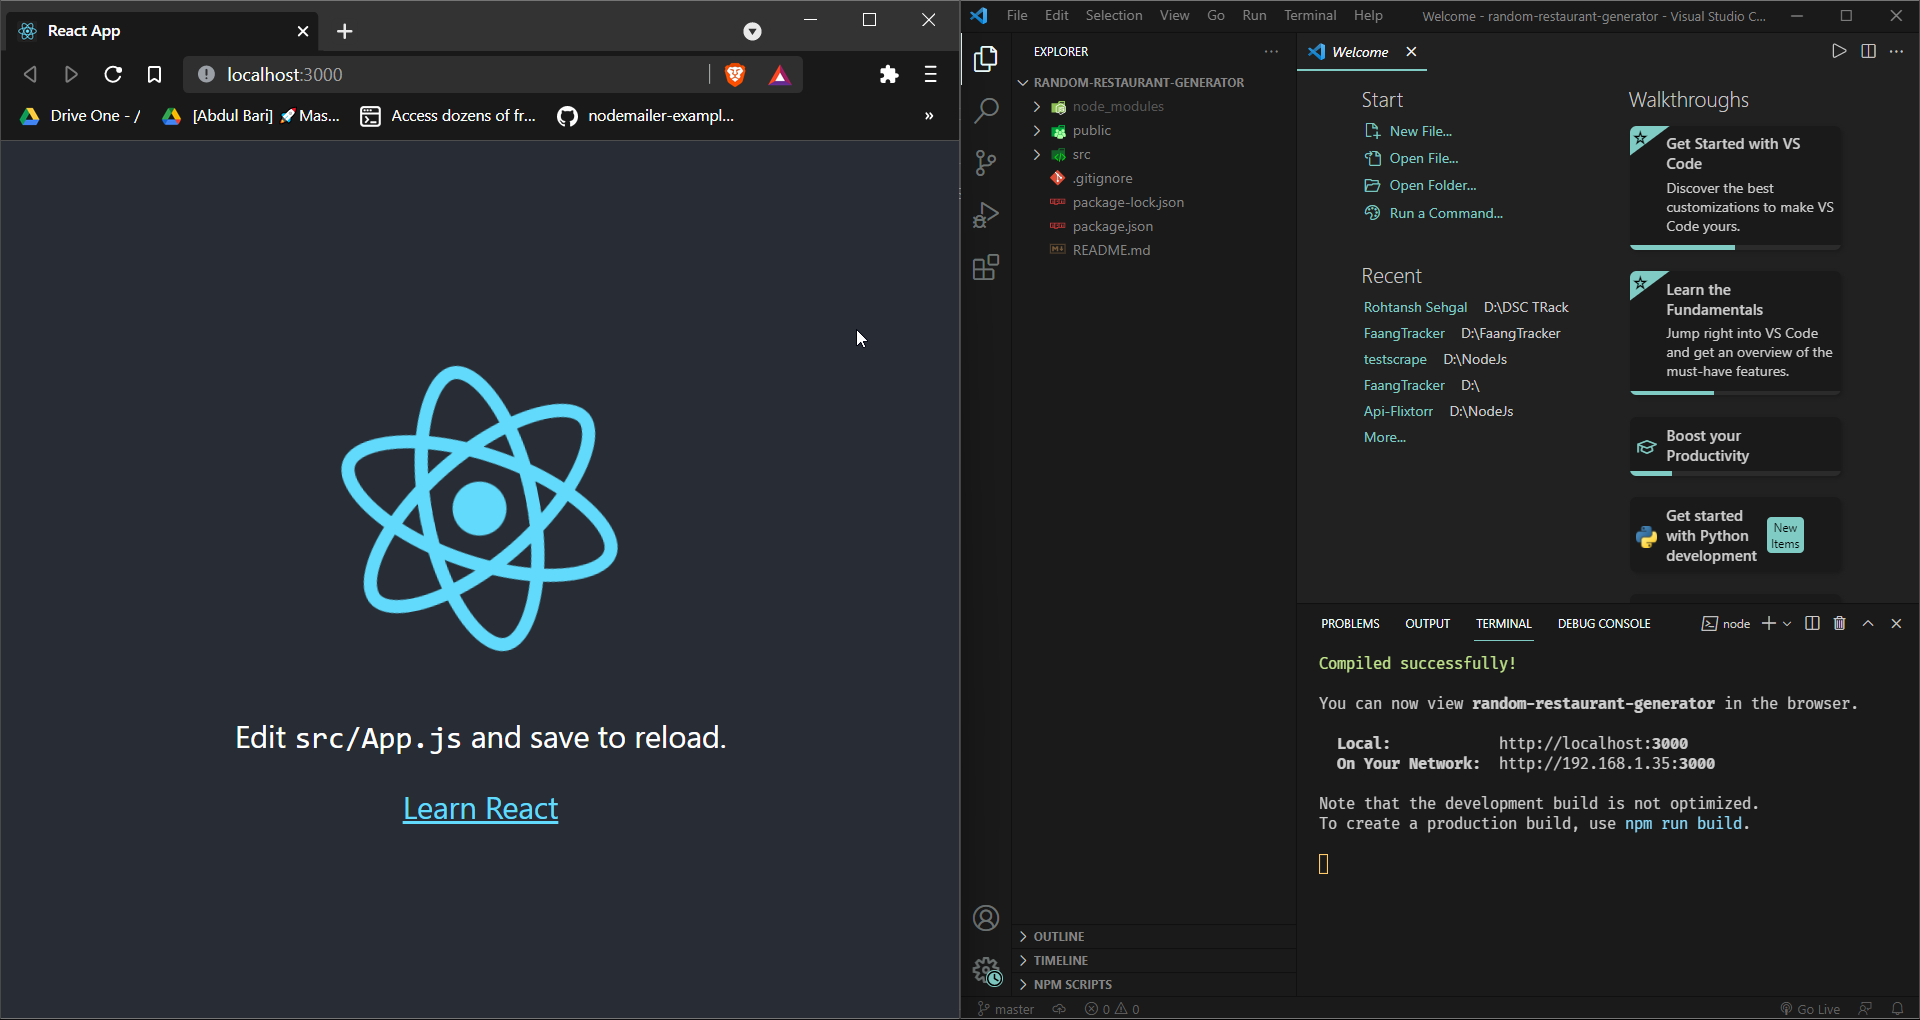 React App
localhost:3000
Drive One - /
[Abdul Bari] 🚀 Mas...
Access dozens of fr...
nodemailer-exampl...
»
Edit src/App.js and save to reload.
Learn React
File Edit Selection View Go Run Terminal Help
Welcome - random-restaurant-generator - Visual Studio C...
EXPLORER
RANDOM-RESTAURANT-GENERATOR
node_modules
public
src
.gitignore
package-lock.json
package.json
README.md
OUTLINE
TIMELINE
NPM SCRIPTS
Welcome
Start
New File...
Open File...
Open Folder...
Run a Command...
Recent
Rohtansh Sehgal D:\DSC TRack
FaangTracker D:\FaangTracker
testscrape D:\NodeJs
FaangTracker D:\
Api-Flixtorr D:\NodeJs
More...
Walkthroughs
Get Started with VS
Code
Discover the best
customizations to make VS
Code yours.
Learn the
Fundamentals
Jump right into VS Code
and get an overview of the
must-have features.
Boost your
Productivity
Get started
with Python
development
New
Items
PROBLEMS OUTPUT TERMINAL DEBUG CONSOLE
node
Compiled successfully!
You can now view random-restaurant-generator in the browser.
Local: http://localhost:3000
On Your Network: http://192.168.1.35:3000
Note that the development build is not optimized.
To create a production build, use npm run build.
master
0 0
Go Live